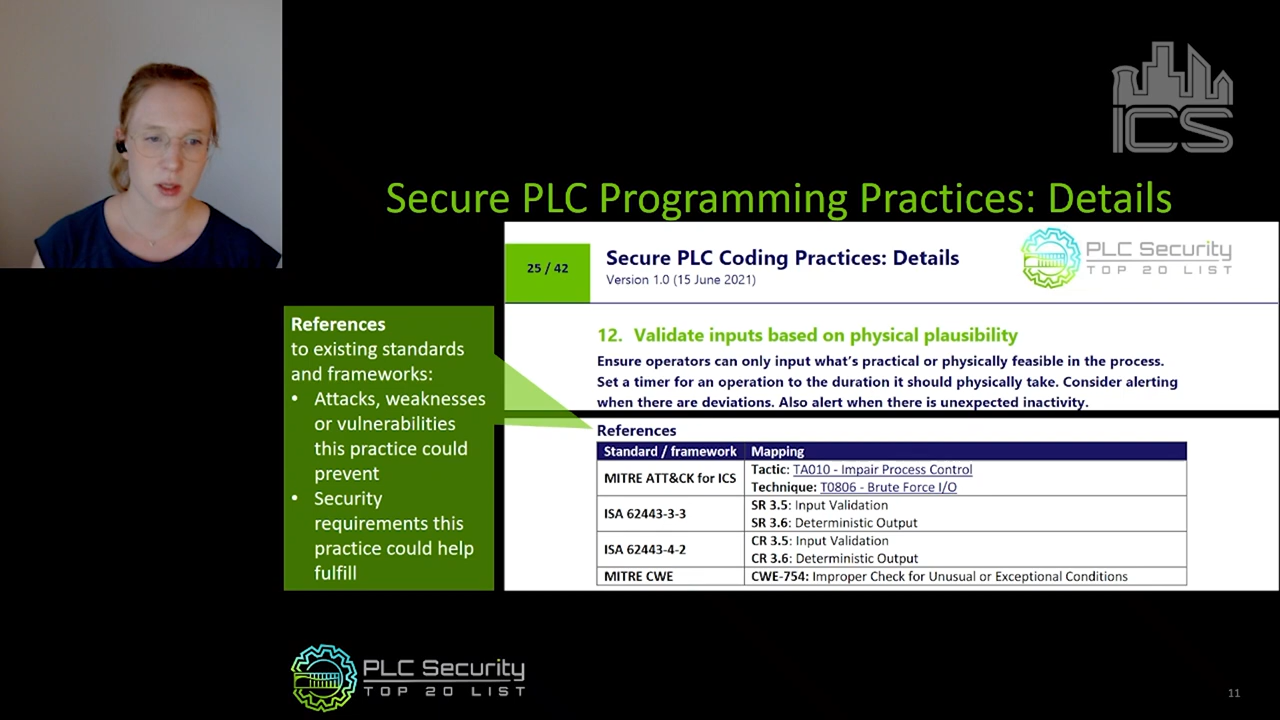 ICS
Secure PLC Programming Practices: Details
25 / 42
Secure PLC Coding Practices: Details
Version 1.0 (15 June 2021)
PLC Security
TOP 20 LIST
12. Validate inputs based on physical plausibility
Ensure operators can only input what's practical or physically feasible in the process.
Set a timer for an operation to the duration it should physically take. Consider alerting
when there are deviations. Also alert when there is unexpected inactivity.
References
to existing standards
and frameworks:
• Attacks, weaknesses
or vulnerabilities
this practice could
prevent
• Security
requirements this
practice could help
fulfill
References
Standard / framework Mapping
MITRE ATT&CK for ICS Tactic: TA010 - Impair Process Control
Technique: T0806 - Brute Force I/O
ISA 62443-3-3 SR 3.5: Input Validation
SR 3.6: Deterministic Output
ISA 62443-4-2 CR 3.5: Input Validation
CR 3.6: Deterministic Output
MITRE CWE CWE-754: Improper Check for Unusual or Exceptional Conditions
PLC Security
TOP 20 LIST
11